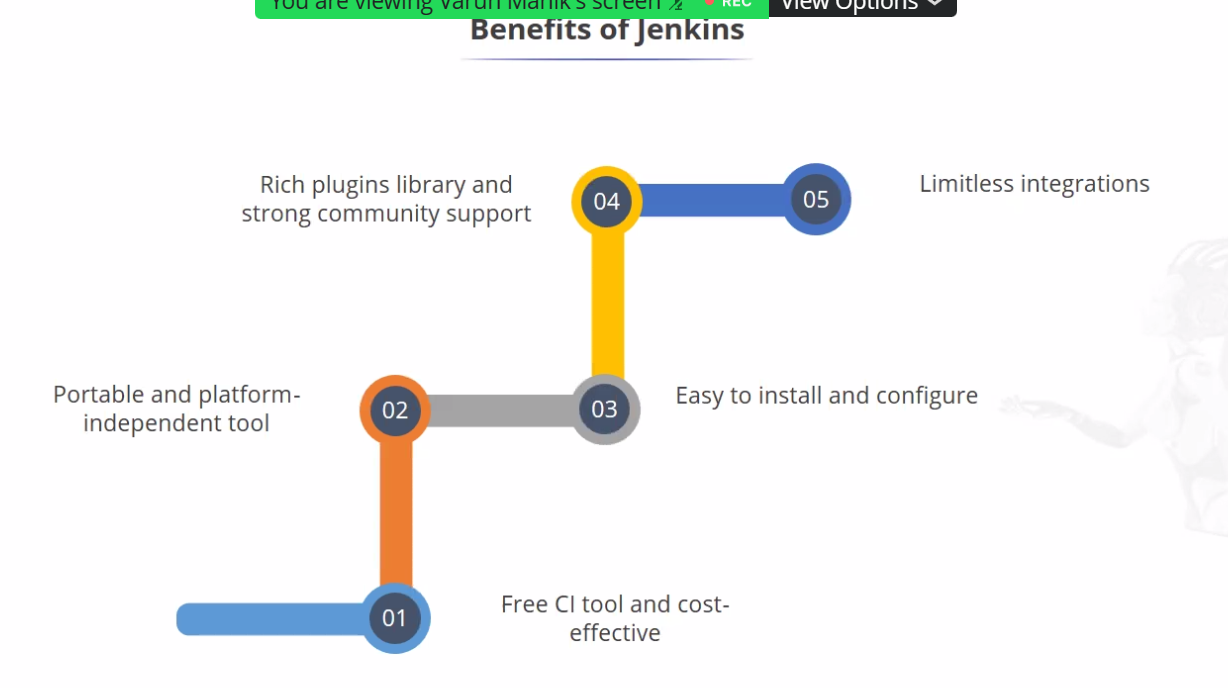 You are viewing Varun Manik's screen REC View Options
Benefits of Jenkins
Rich plugins library and
strong community support
04
05
Limitless integrations
Portable and platform-
independent tool
02
03
Easy to install and configure
01
Free CI tool and cost-
effective